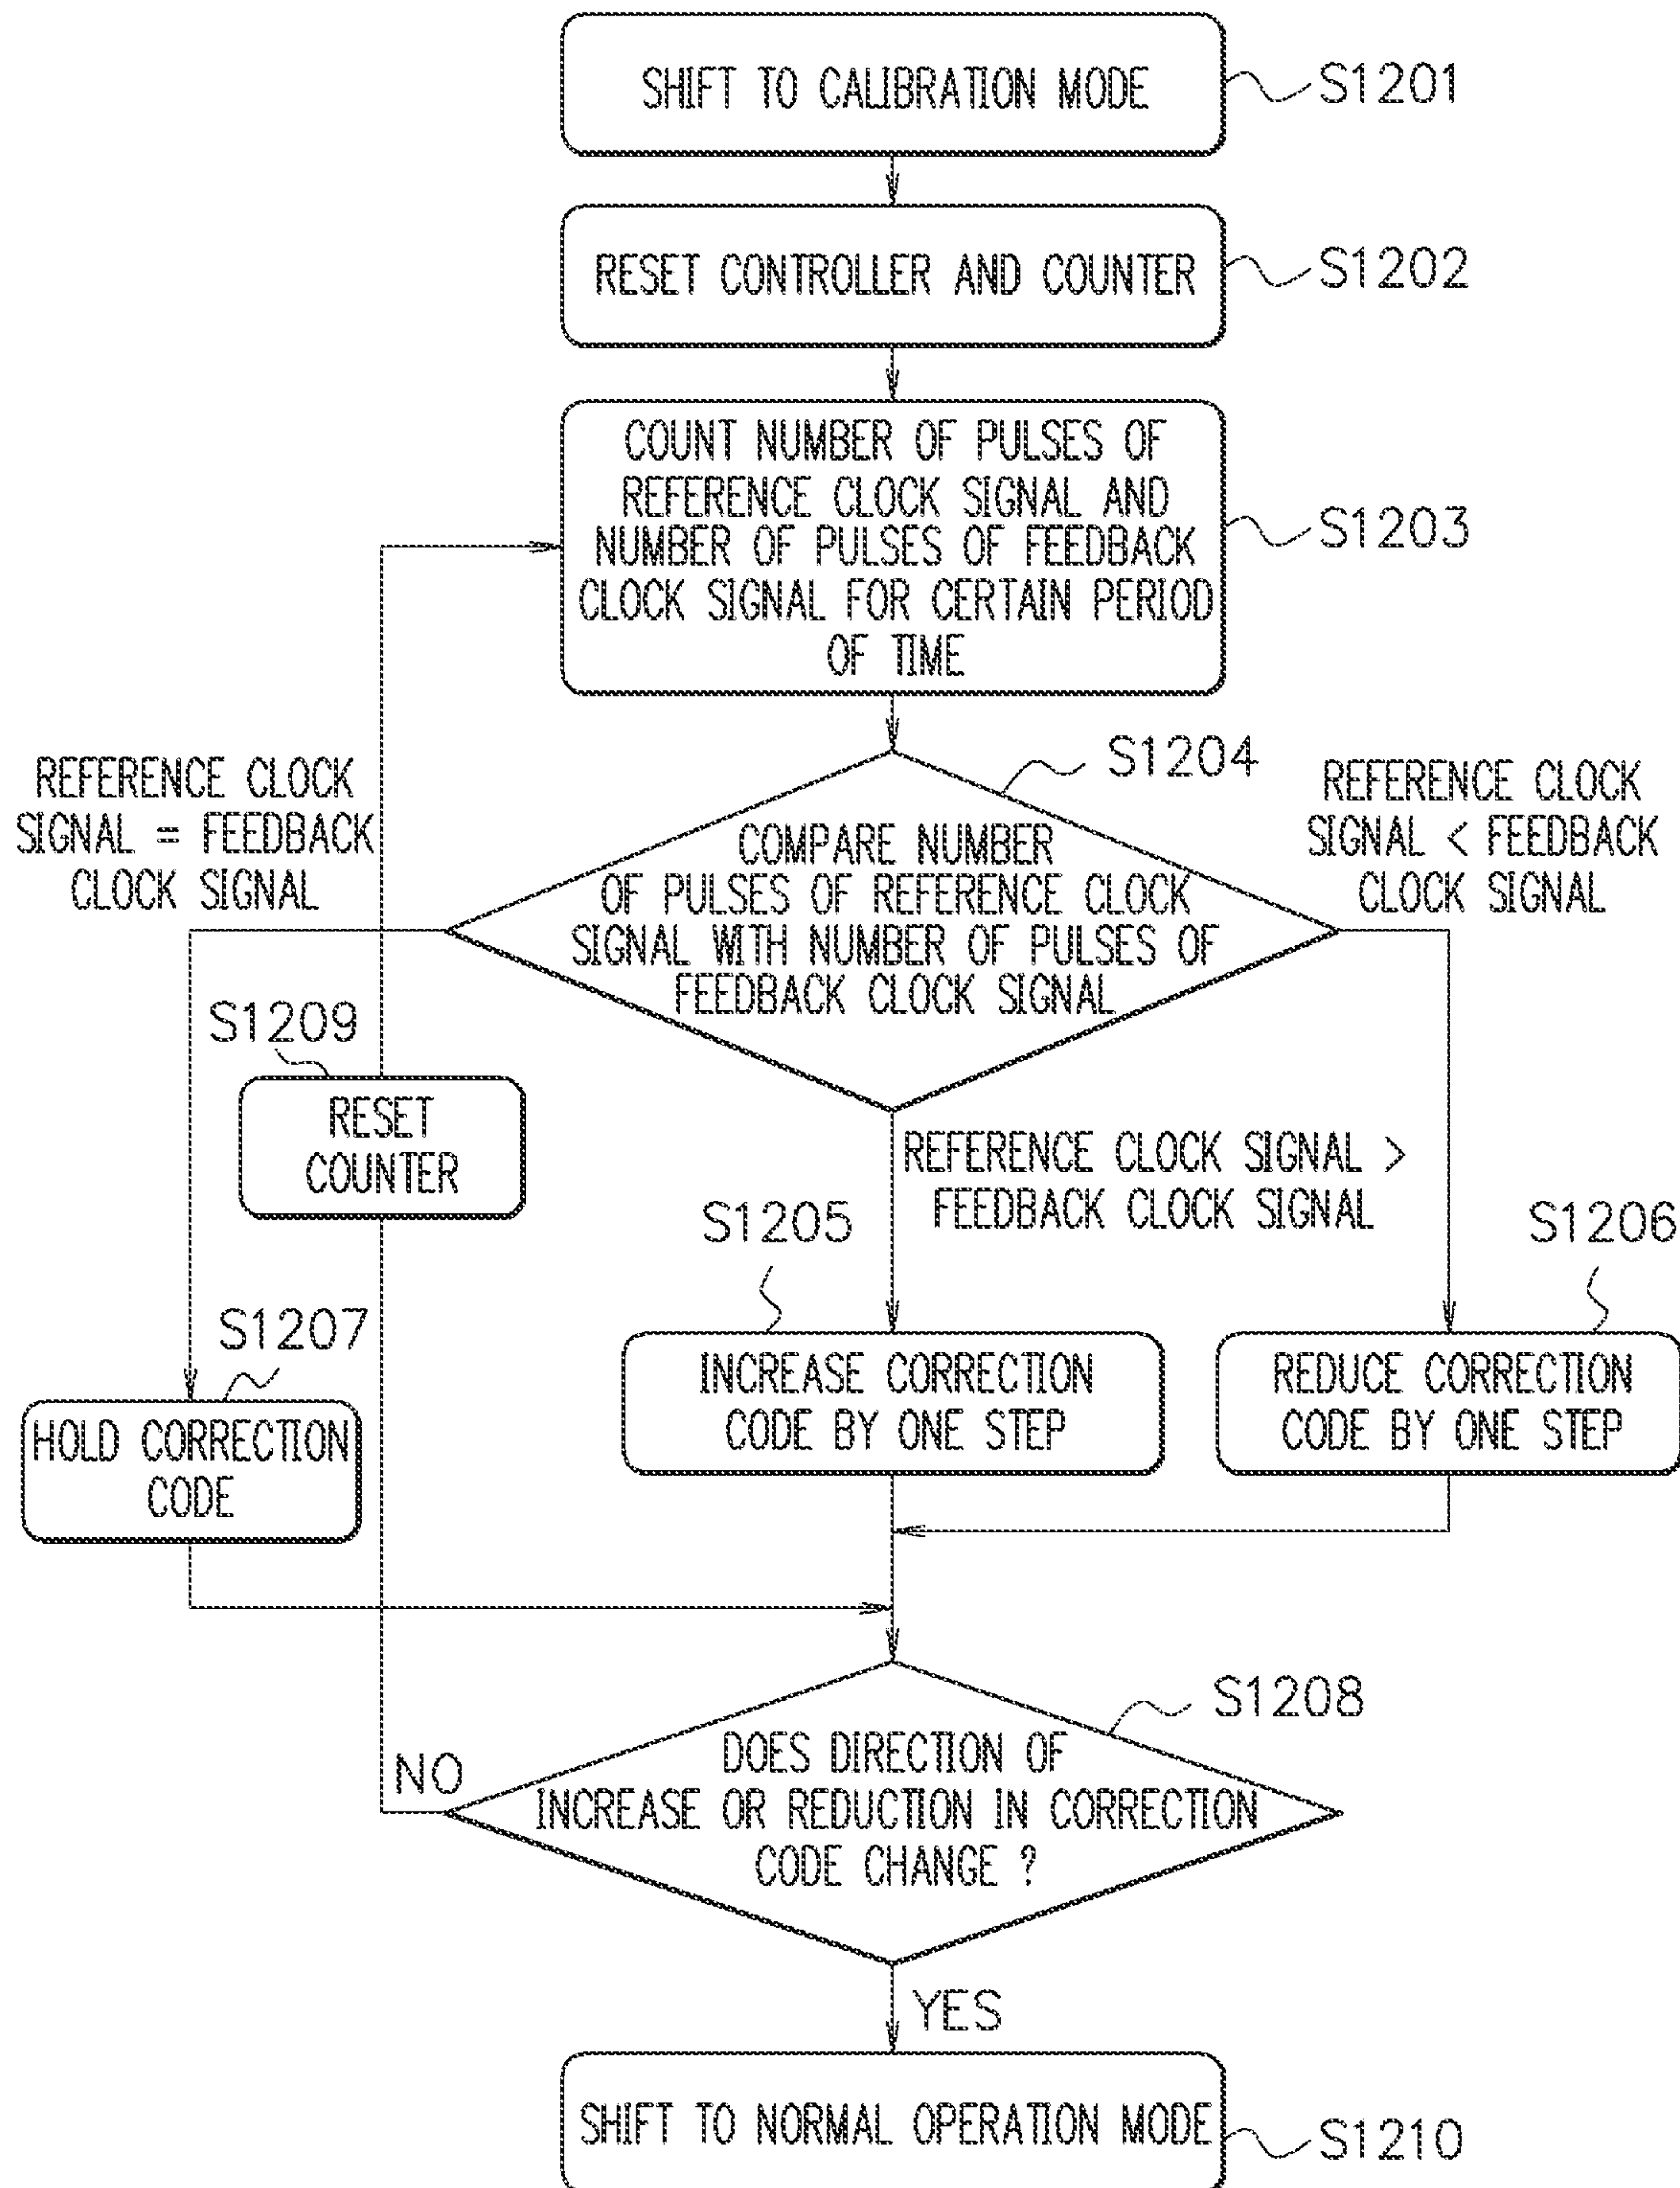 SHIFT TO CALIBRATION MODE
S1201
RESET CONTROLLER AND COUNTER
S1202
COUNT NUMBER OF PULSES OF
REFERENCE CLOCK SIGNAL AND
NUMBER OF PULSES OF FEEDBACK
CLOCK SIGNAL FOR CERTAIN PERIOD
OF TIME
S1203
REFERENCE CLOCK
SIGNAL = FEEDBACK
CLOCK SIGNAL
S1204
COMPARE NUMBER
OF PULSES OF REFERENCE CLOCK
SIGNAL WITH NUMBER OF PULSES OF
FEEDBACK CLOCK SIGNAL
REFERENCE CLOCK
SIGNAL < FEEDBACK
CLOCK SIGNAL
S1209
RESET
COUNTER
REFERENCE CLOCK SIGNAL >
FEEDBACK CLOCK SIGNAL
S1205
S1206
S1207
HOLD CORRECTION
CODE
INCREASE CORRECTION
CODE BY ONE STEP
REDUCE CORRECTION
CODE BY ONE STEP
S1208
DOES DIRECTION OF
INCREASE OR REDUCTION IN CORRECTION
CODE CHANGE ?
NO
YES
SHIFT TO NORMAL OPERATION MODE
S1210